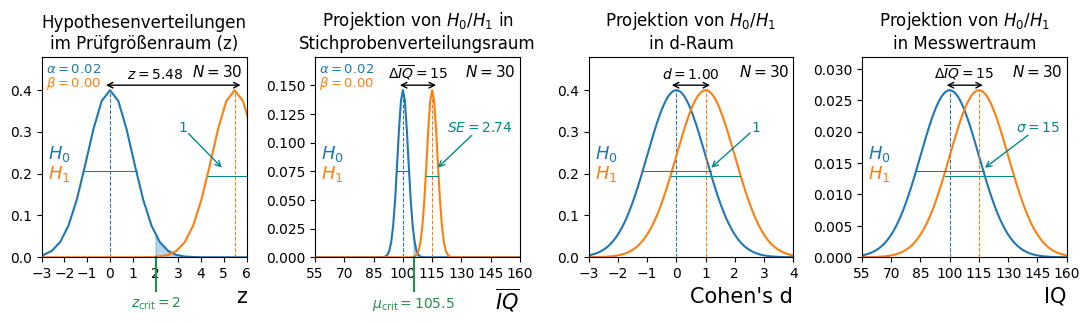 Hypothesenverteilungen
im Prüfgrößenraum (z)
α = 0.02
β = 0.00
z = 5.48
N = 30
1
H₀
H₁
0.4
0.3
0.2
0.1
0.0
−3 −2 −1 0 1 2 3 4 5 6
z_crit = 2
z
Projektion von H₀/H₁ in
Stichprobenverteilungsraum
α = 0.02
β = 0.00
ΔI̅Q̅ = 15
N = 30
SE = 2.74
H₀
H₁
0.150
0.125
0.100
0.075
0.050
0.025
0.000
55 70 85 100 115 130 145 160
μ_crit = 105.5
I̅Q̅
Projektion von H₀/H₁
in d-Raum
d = 1.00
N = 30
1
H₀
H₁
0.4
0.3
0.2
0.1
0.0
−3 −2 −1 0 1 2 3 4
Cohen's d
Projektion von H₀/H₁
in Messwertraum
ΔI̅Q̅ = 15
N = 30
σ = 15
H₀
H₁
0.030
0.025
0.020
0.015
0.010
0.005
0.000
55 70 85 100 115 130 145 160
IQ